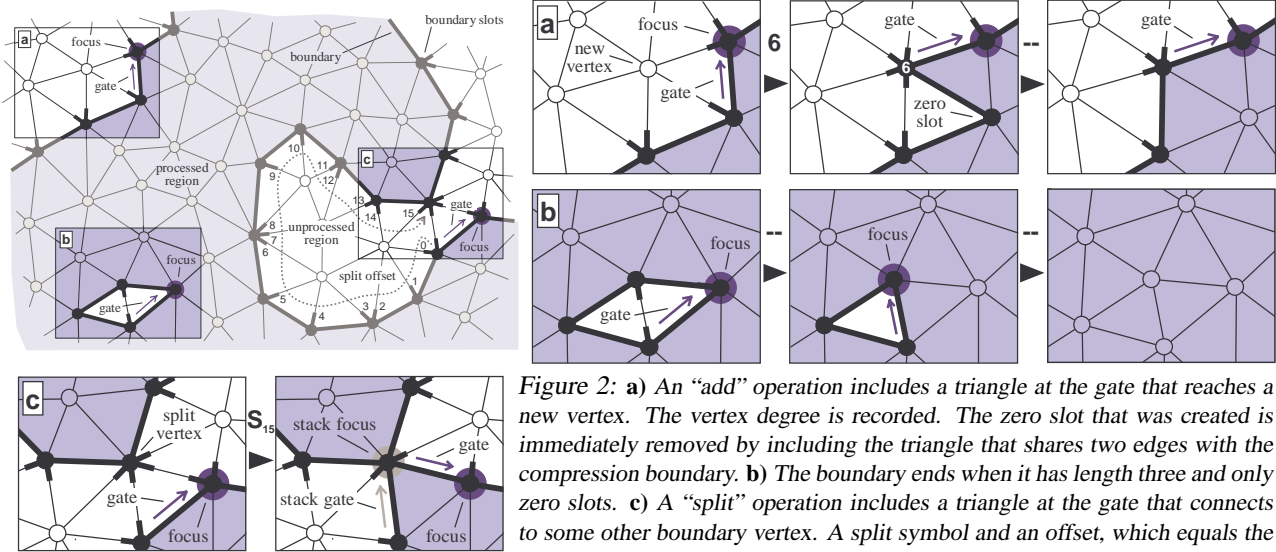 a
focus
gate
boundary slots
boundary
processed
region
10
11
12
9
c
13
14
15
gate
8
7
6
unprocessed
region
0
focus
split offset
1
5
4
3
2
b
focus
gate
a
focus
new
vertex
gate
6
gate
6
zero
slot
--
gate
b
focus
gate
--
focus
--
c
split
vertex
gate
focus
S15
stack focus
gate
stack gate
focus
Figure 2: a) An “add” operation includes a triangle at the gate that reaches a
new vertex. The vertex degree is recorded. The zero slot that was created is
immediately removed by including the triangle that shares two edges with the
compression boundary. b) The boundary ends when it has length three and only
zero slots. c) A “split” operation includes a triangle at the gate that connects
to some other boundary vertex. A split symbol and an offset, which equals the